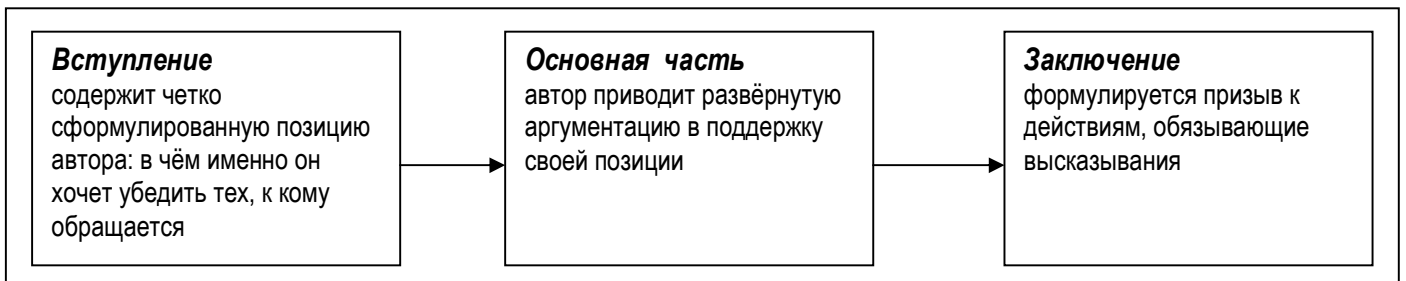 Вступление
содержит четко
сформулированную позицию
автора: в чём именно он
хочет убедить тех, к кому
обращается
Основная часть
автор приводит развёрнутую
аргументацию в поддержку
своей позиции
Заключение
формулируется призыв к
действиям, обязывающие
высказывания